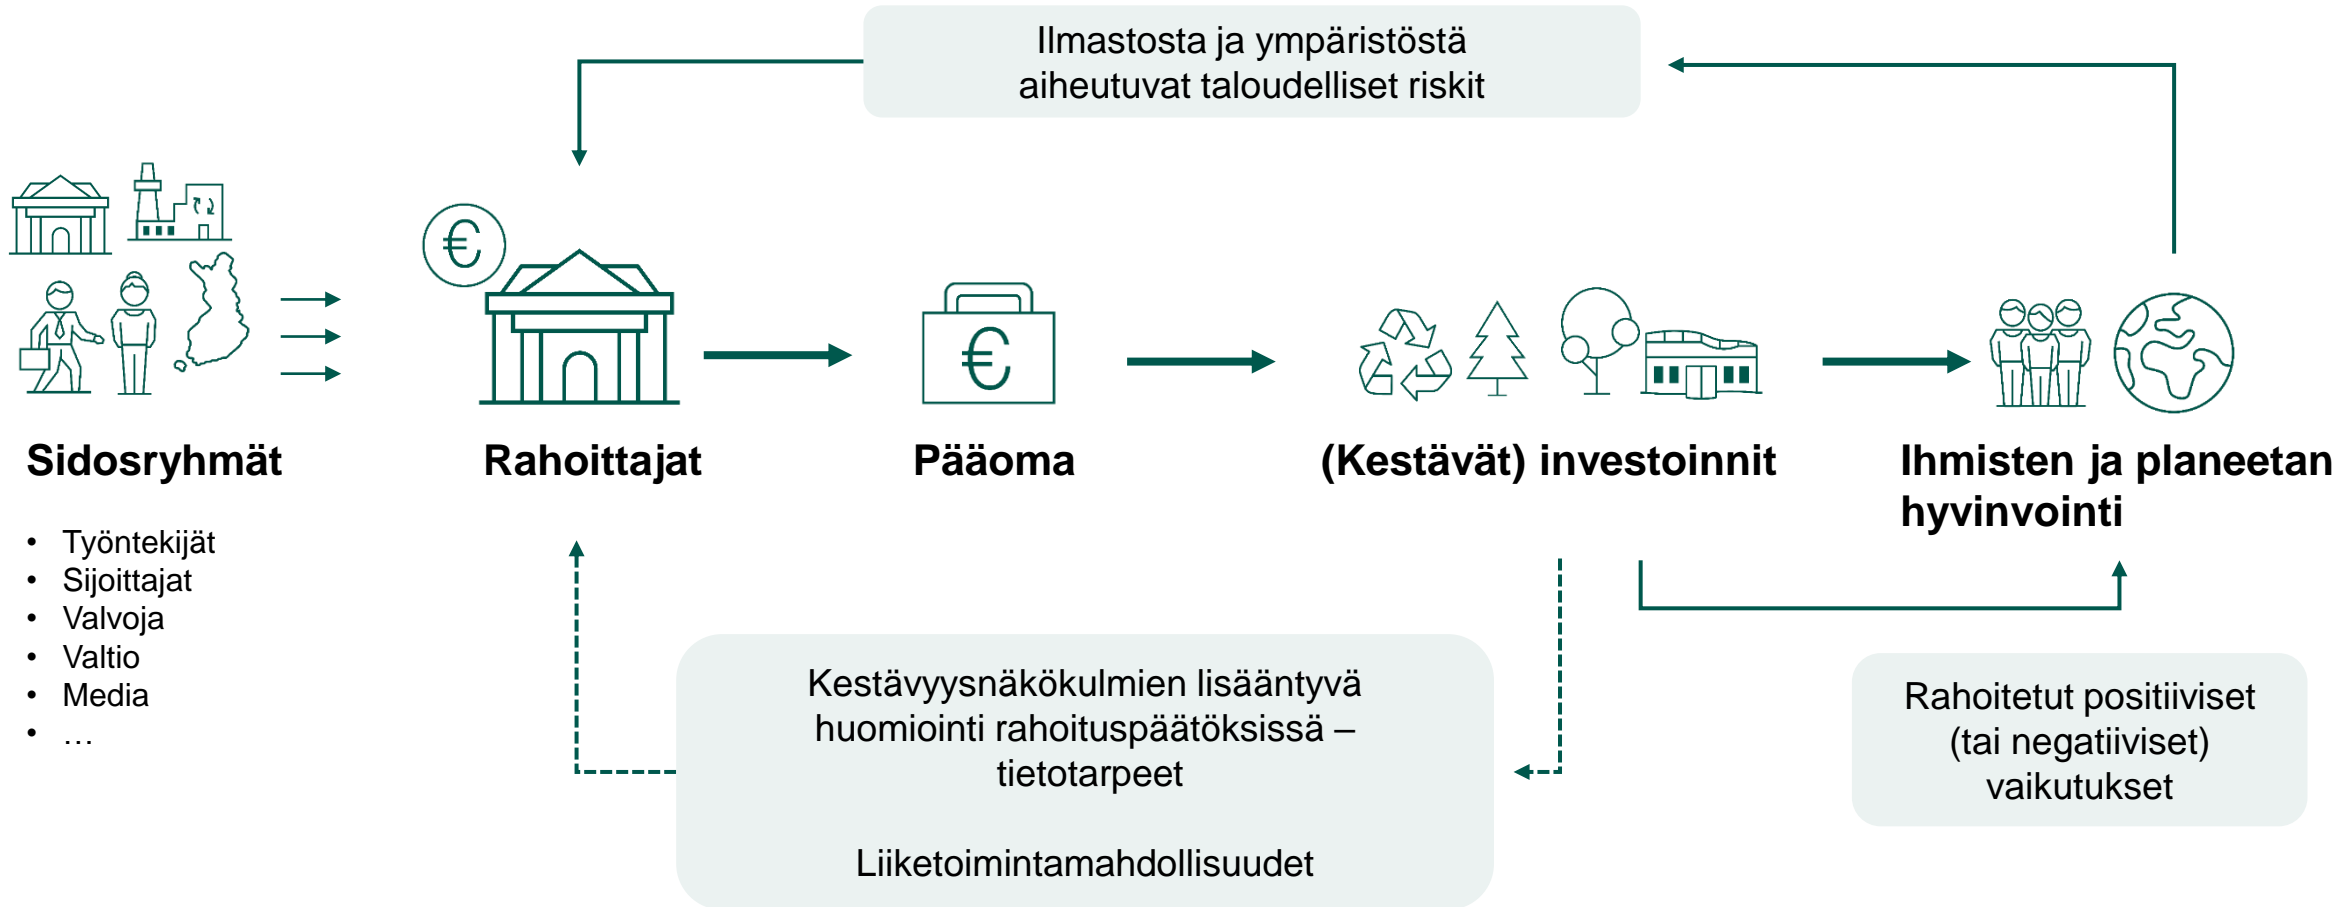 Ilmastosta ja ympäristöstä
aiheutuvat taloudelliset riskit
€
€
Sidosryhmät
Rahoittajat
Pääoma
(Kestävät) investoinnit
Ihmisten ja planeetan
hyvinvointi
• Työntekijät
• Sijoittajat
• Valvoja
• Valtio
• Media
• …
Kestävyysnäkökulmien lisääntyvä
huomiointi rahoituspäätöksissä –
tietotarpeet
Liiketoimintamahdollisuudet
Rahoitetut positiiviset
(tai negatiiviset)
vaikutukset